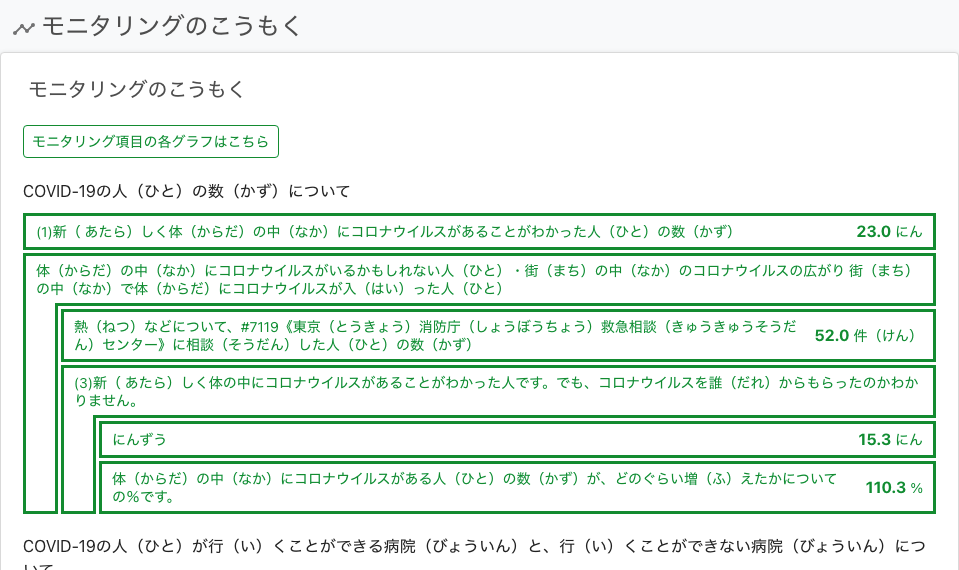 モニタリングのこうもく
モニタリングのこうもく
モニタリング項目の各グラフはこちら
COVID-19の人（ひと）の数（かず）について
(1)新（ あたら）しく体（からだ）の中（なか）にコロナウイルスがあることがわかった人（ひと）の数（かず） 23.0 にん
体（からだ）の中（なか）にコロナウイルスがいるかもしれない人（ひと）・街（まち）の中（なか）のコロナウイルスの広がり 街（まち）
の中（なか）で体（からだ）にコロナウイルスが入（はい）った人（ひと）
熱（ねつ）などについて、#7119《東京（とうきょう）消防庁（しょうぼうちょう）救急相談（きゅうきゅうそうだ
ん）センター》に相談（そうだん）した人（ひと）の数（かず） 52.0 件（けん）
(3)新（ あたら）しく体の中にコロナウイルスがあることがわかった人です。でも、コロナウイルスを誰（だれ）からもらったのかわか
りません。
にんずう 15.3 にん
体（からだ）の中（なか）にコロナウイルスがある人（ひと）の数（かず）が、どのぐらい増（ふ）えたかについて
の％です。 110.3 %
COVID-19の人（ひと）が行（い）くことができる病院（びょういん）と、行（い）くことができない病院（びょういん）につ
いて